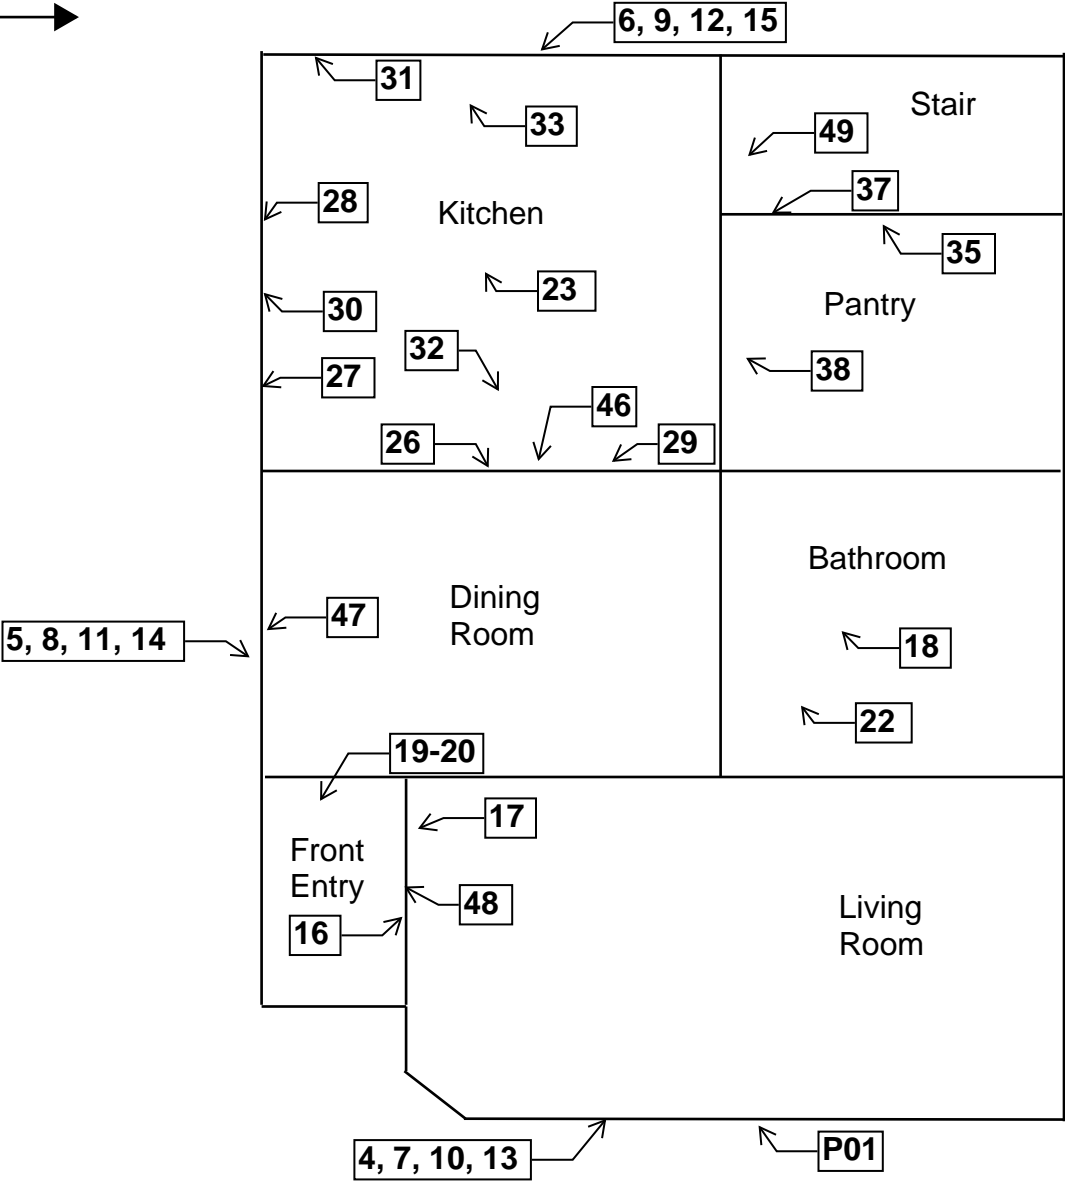 6, 9, 12, 15
31
33
Stair
49
37
28
Kitchen
35
23
30
Pantry
32
27
38
46
26
29
Bathroom
Dining
Room
47
5, 8, 11, 14
18
22
19-20
17
Front
Entry
48
16
Living
Room
4, 7, 10, 13
P01